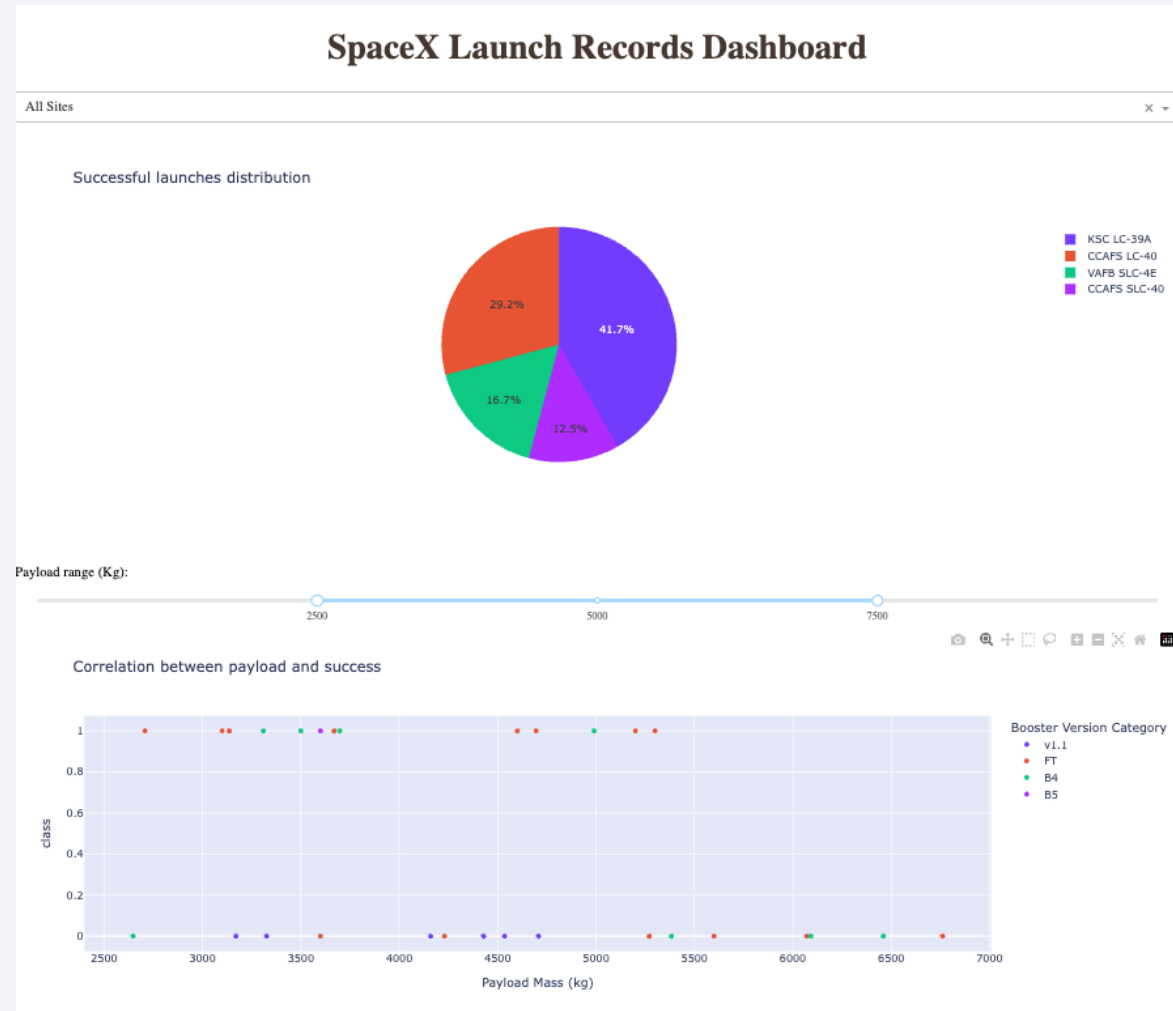 SpaceX Launch Records Dashboard
All Sites
Successful launches distribution
KSC LC-39A
CCAFS LC-40
VAFB SLC-4E
CCAFS SLC-40
29.2%
41.7%
16.7%
12.5%
Payload range (Kg):
2500 5000 7500
Correlation between payload and success
Booster Version Category
v1.1
FT
B4
B5
1
0.8
0.6
0.4
0.2
0
class
2500 3000 3500 4000 4500 5000 5500 6000 6500 7000
Payload Mass (kg)